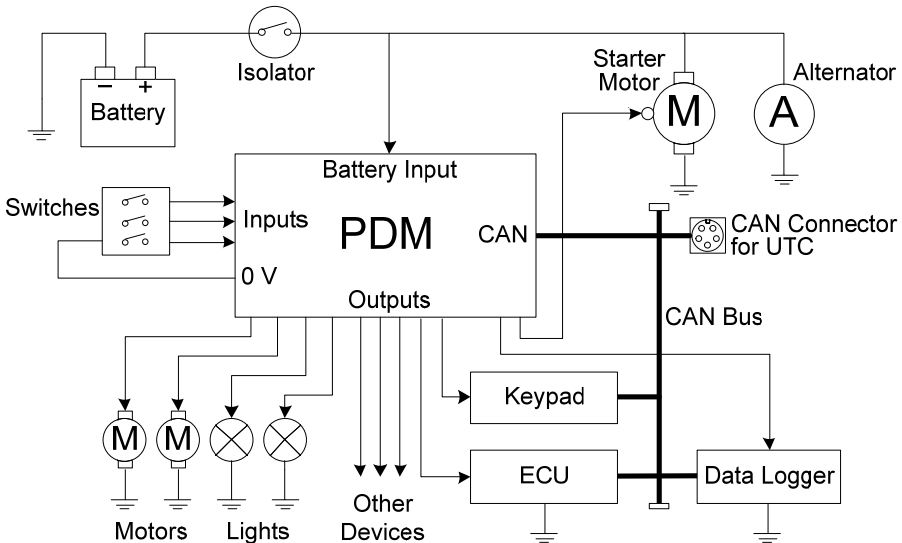 Isolator
Starter
Motor
Alternator
− +
Battery
M
A
Battery Input
Switches
Inputs
PDM
CAN
CAN Connector
for UTC
0 V
Outputs
CAN Bus
Keypad
M
M
ECU
Data Logger
Motors
Lights
Other
Devices